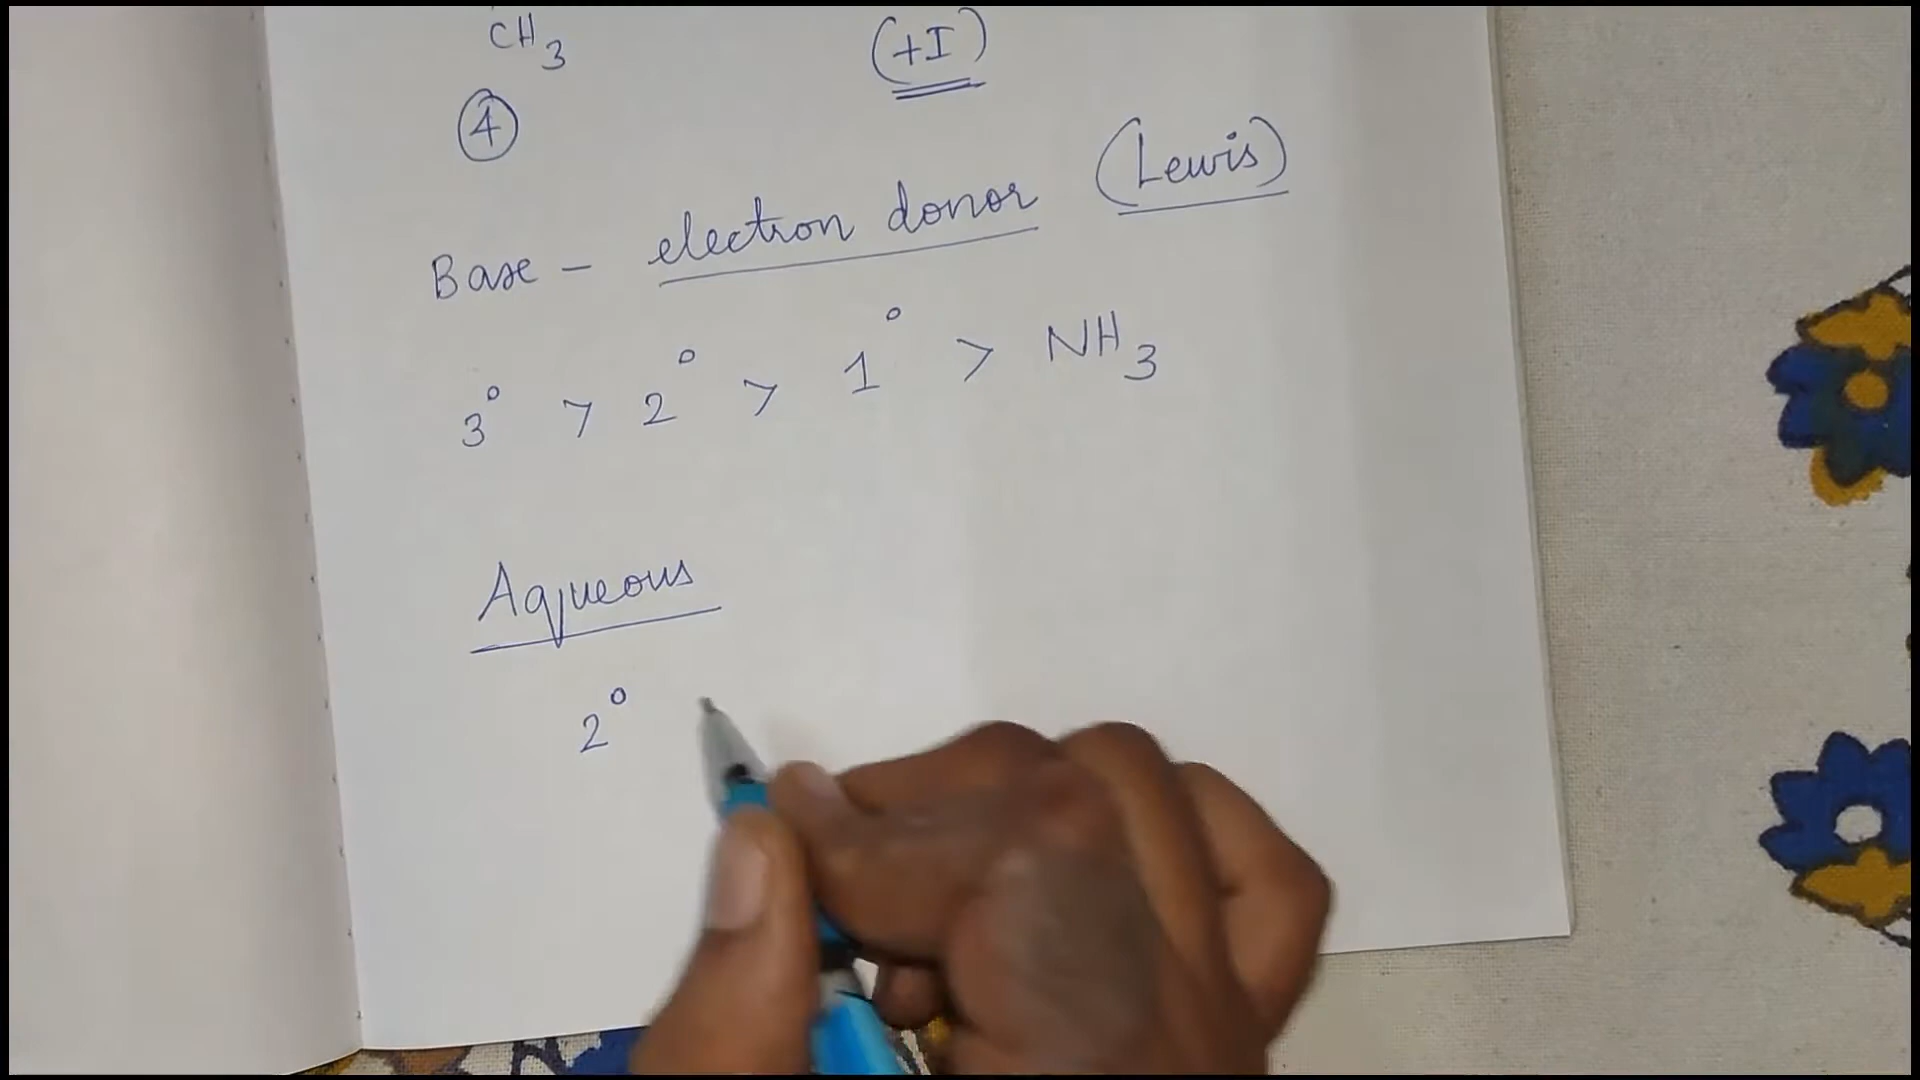 CH3 (+I)
4
Base - electron donor (Lewis)
3° > 2° > 1° > NH3
Aqueous
2°